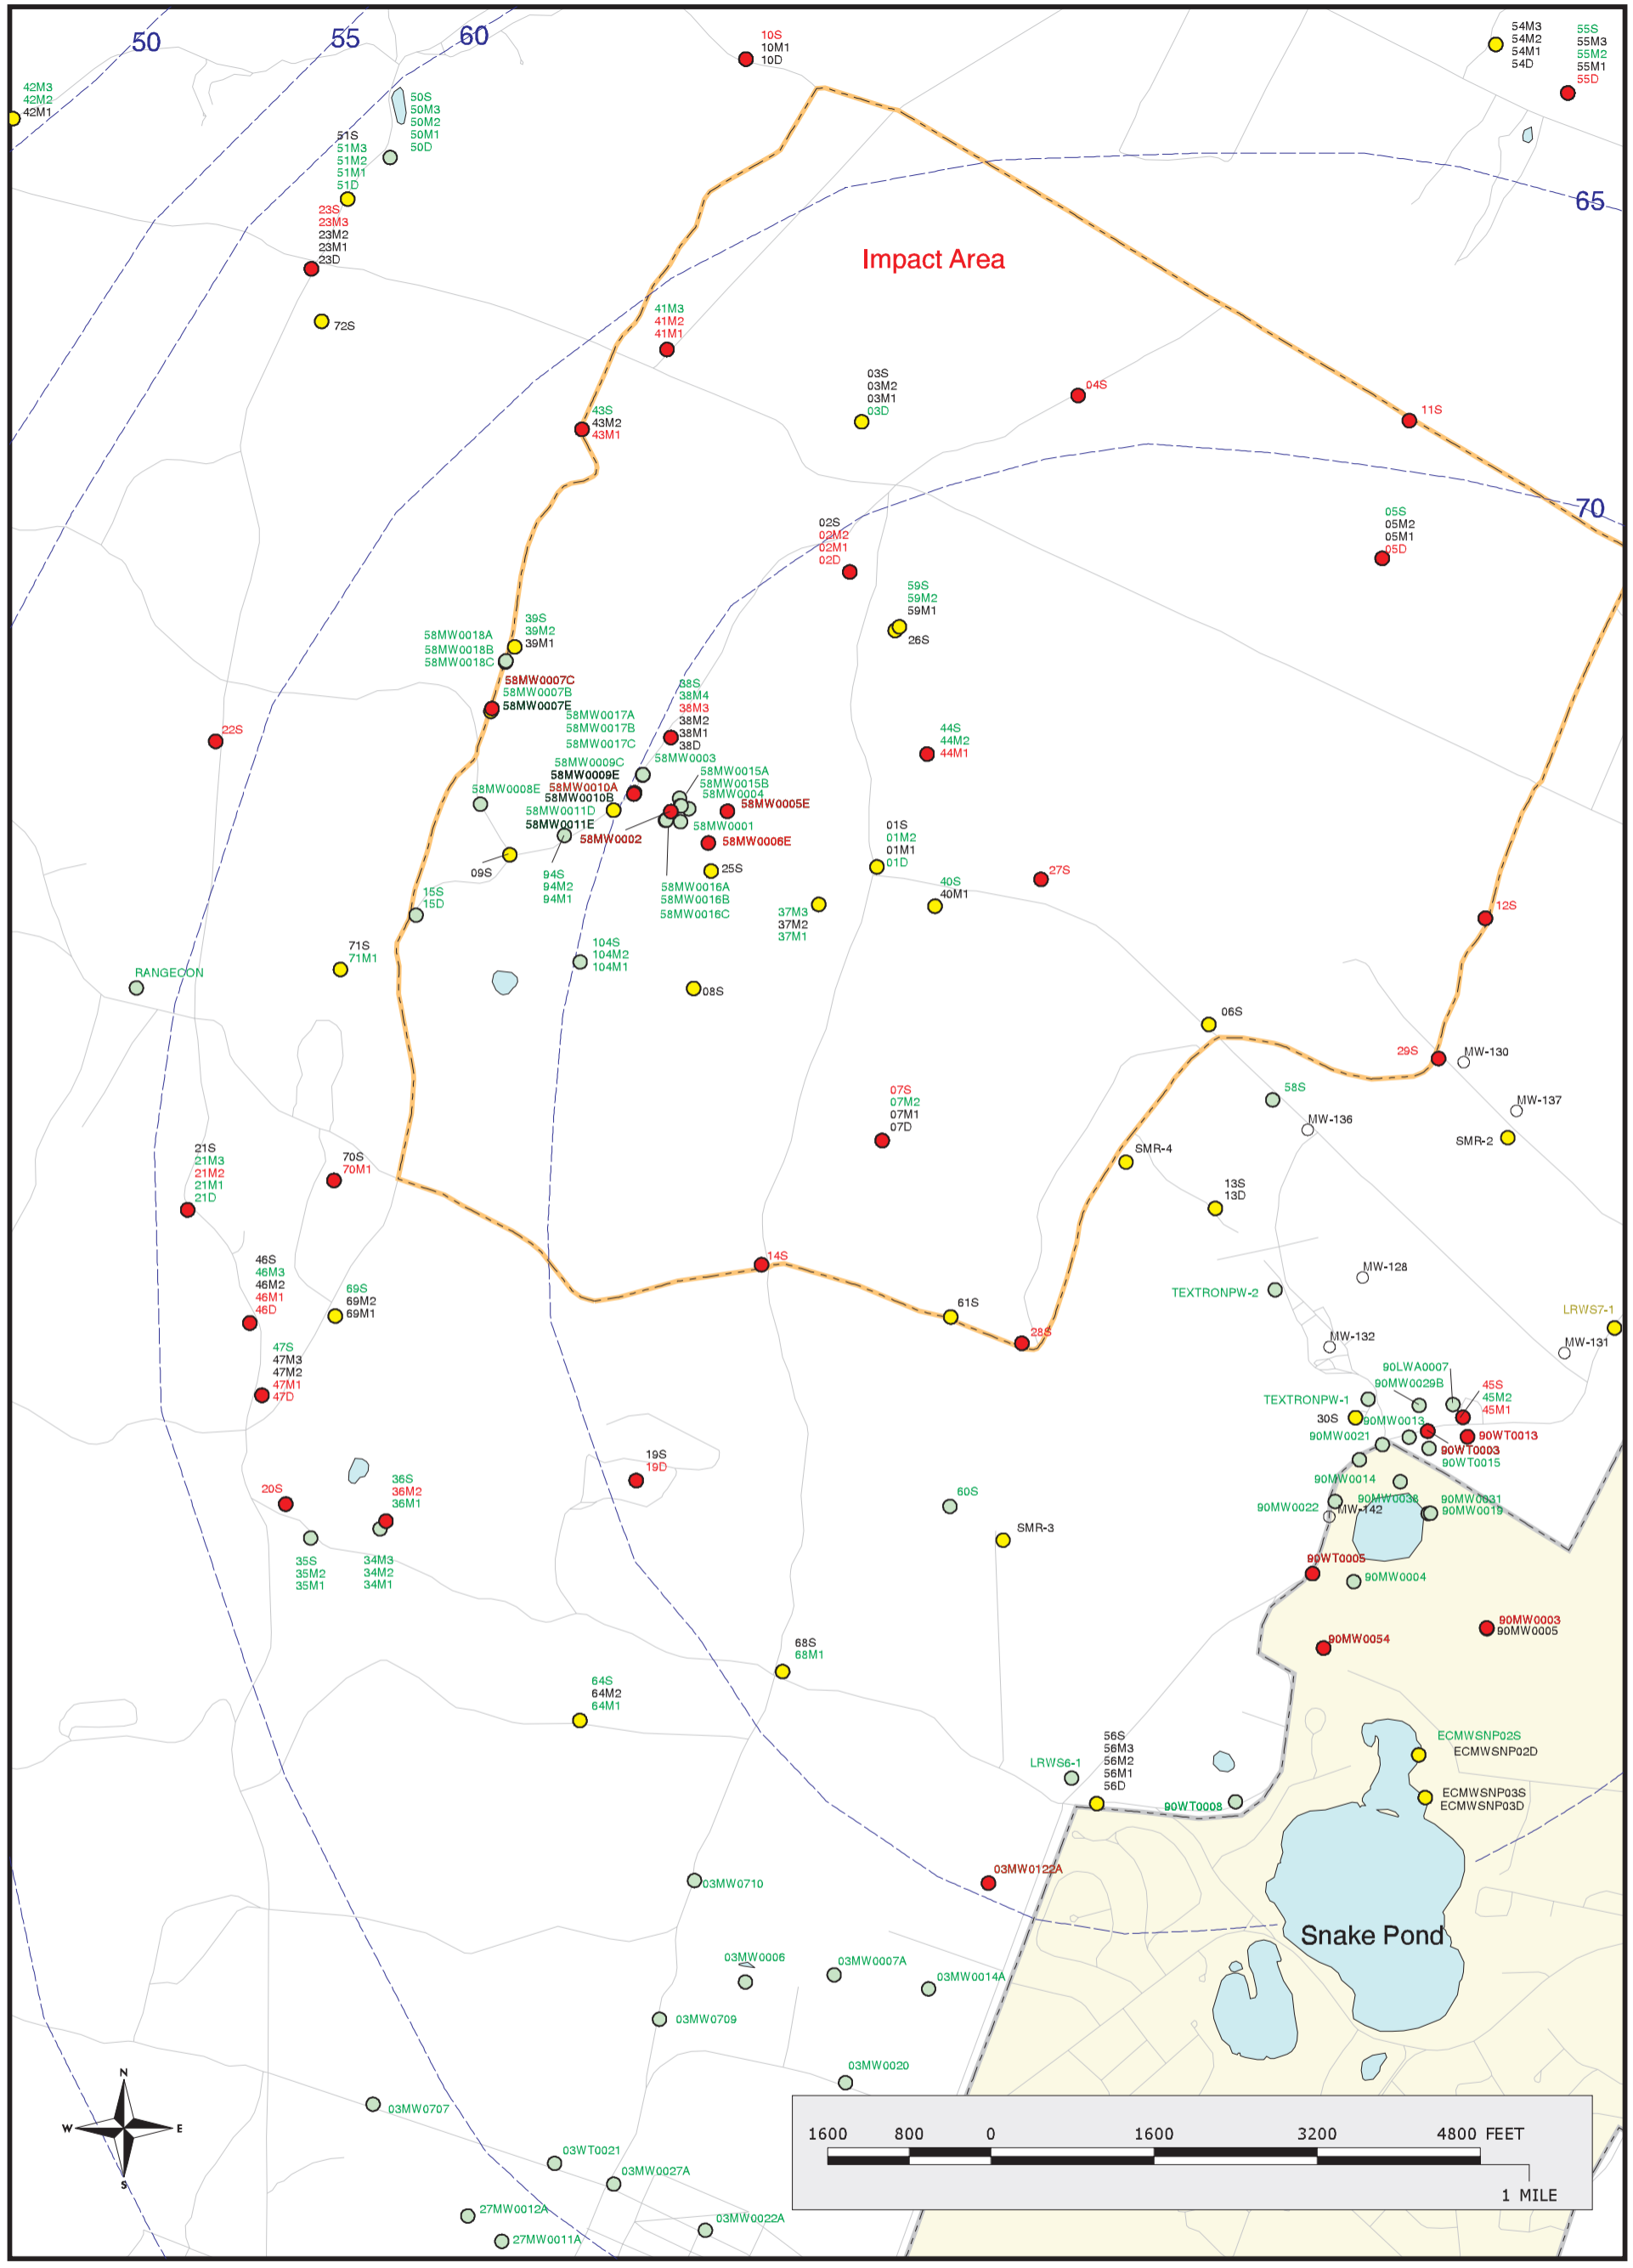 50
55
60
10S
10M1
10D
54M3
54M2
54M1
54D
55S
55M3
55M2
55M1
55D
42M3
42M2
42M1
50S
50M3
50M2
50M1
50D
51S
51M3
51M2
51M1
51D
65
23S
23M3
23M2
23M1
23D
Impact Area
72S
41M3
41M2
41M1
03S
03M2
03M1
03D
04S
43S
43M2
43M1
11S
70
02S
02M2
02M1
02D
05S
05M2
05M1
05D
59S
59M2
59M1
26S
39S
39M2
39M1
58MW0018A
58MW0018B
58MW0018C
58MW0007C
58MW0007B
58MW0007E
38S
38M4
38M3
38M2
38M1
38D
58MW0017A
58MW0017B
58MW0017C
22S
44S
44M2
44M1
58MW0003
58MW0009C
58MW0009E
58MW0010A
58MW0010B
58MW0011D
58MW0011E
58MW0008E
58MW0015A
58MW0015B
58MW0004
58MW0005E
58MW0001
58MW0002
58MW0006E
01S
01M2
01M1
01D
09S
94S
94M2
94M1
25S
58MW0016A
58MW0016B
58MW0016C
27S
40S
40M1
15S
15D
37M3
37M2
37M1
12S
71S
71M1
104S
104M2
104M1
RANGECON
08S
06S
29S
MW-130
58S
07S
07M2
07M1
07D
MW-136
MW-137
SMR-2
SMR-4
21S
21M3
21M2
21M1
21D
70S
70M1
13S
13D
14S
46S
46M3
46M2
46M1
46D
69S
69M2
69M1
61S
28S
MW-128
TEXTRONPW-2
LRWS7-1
MW-132
MW-131
47S
47M3
47M2
47M1
47D
90LWA0007
90MW0029B
45S
45M2
45M1
TEXTRONPW-1
30S
90MW0013
90MW0021
90WT0013
90WT0003
90WT0015
19S
19D
20S
36S
36M2
36M1
90MW0014
90MW0038
90MW0031
90MW0019
90MW0022
MW-142
60S
SMR-3
35S
35M2
35M1
34M3
34M2
34M1
90WT0005
90MW0004
90MW0003
90MW0005
90MW0054
68S
68M1
64S
64M2
64M1
56S
56M3
56M2
56M1
56D
LRWS6-1
ECMWSNP02S
ECMWSNP02D
ECMWSNP03S
ECMWSNP03D
90WT0008
03MW0122A
03MW0710
Snake Pond
03MW0006
03MW0007A
03MW0014A
03MW0709
03MW0020
N
W E
S
03MW0707
03WT0021
03MW0027A
27MW0012A
27MW0011A
03MW0022A
1600 800 0 1600 3200 4800 FEET
1 MILE